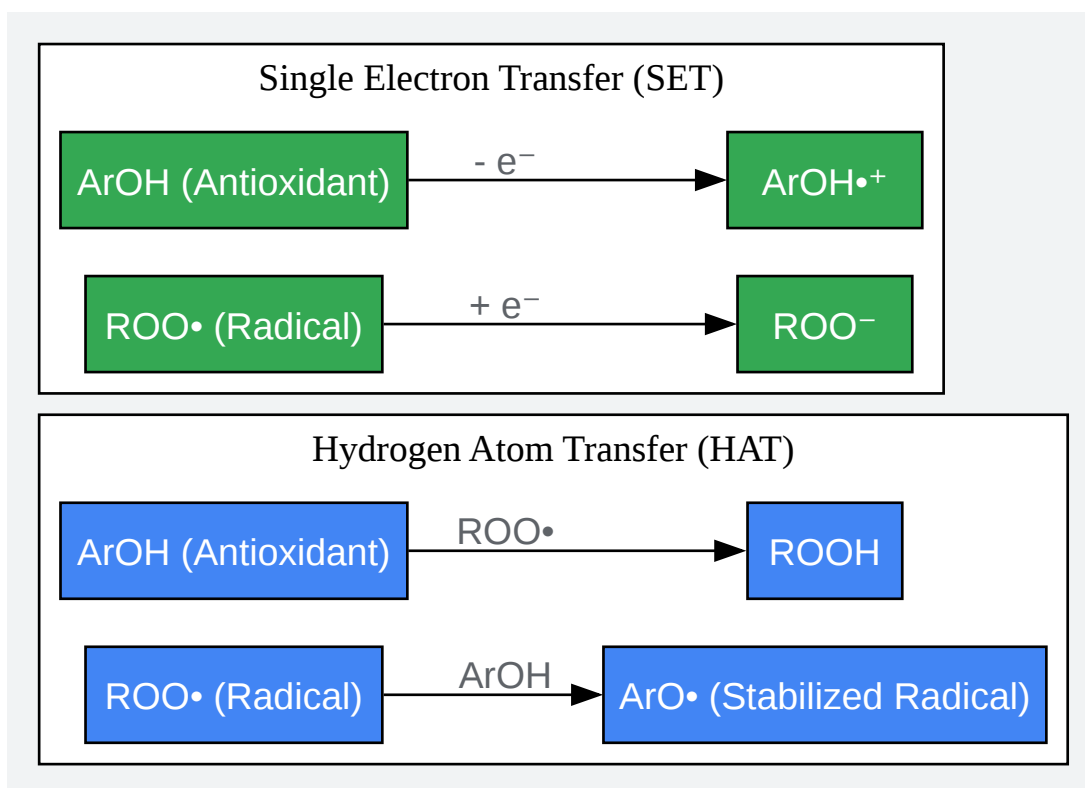 Single Electron Transfer (SET)
ArOH (Antioxidant)
- e⁻
ArOH•⁺
ROO• (Radical)
+ e⁻
ROO⁻
Hydrogen Atom Transfer (HAT)
ArOH (Antioxidant)
ROO•
ROOH
ROO• (Radical)
ArOH
ArO• (Stabilized Radical)